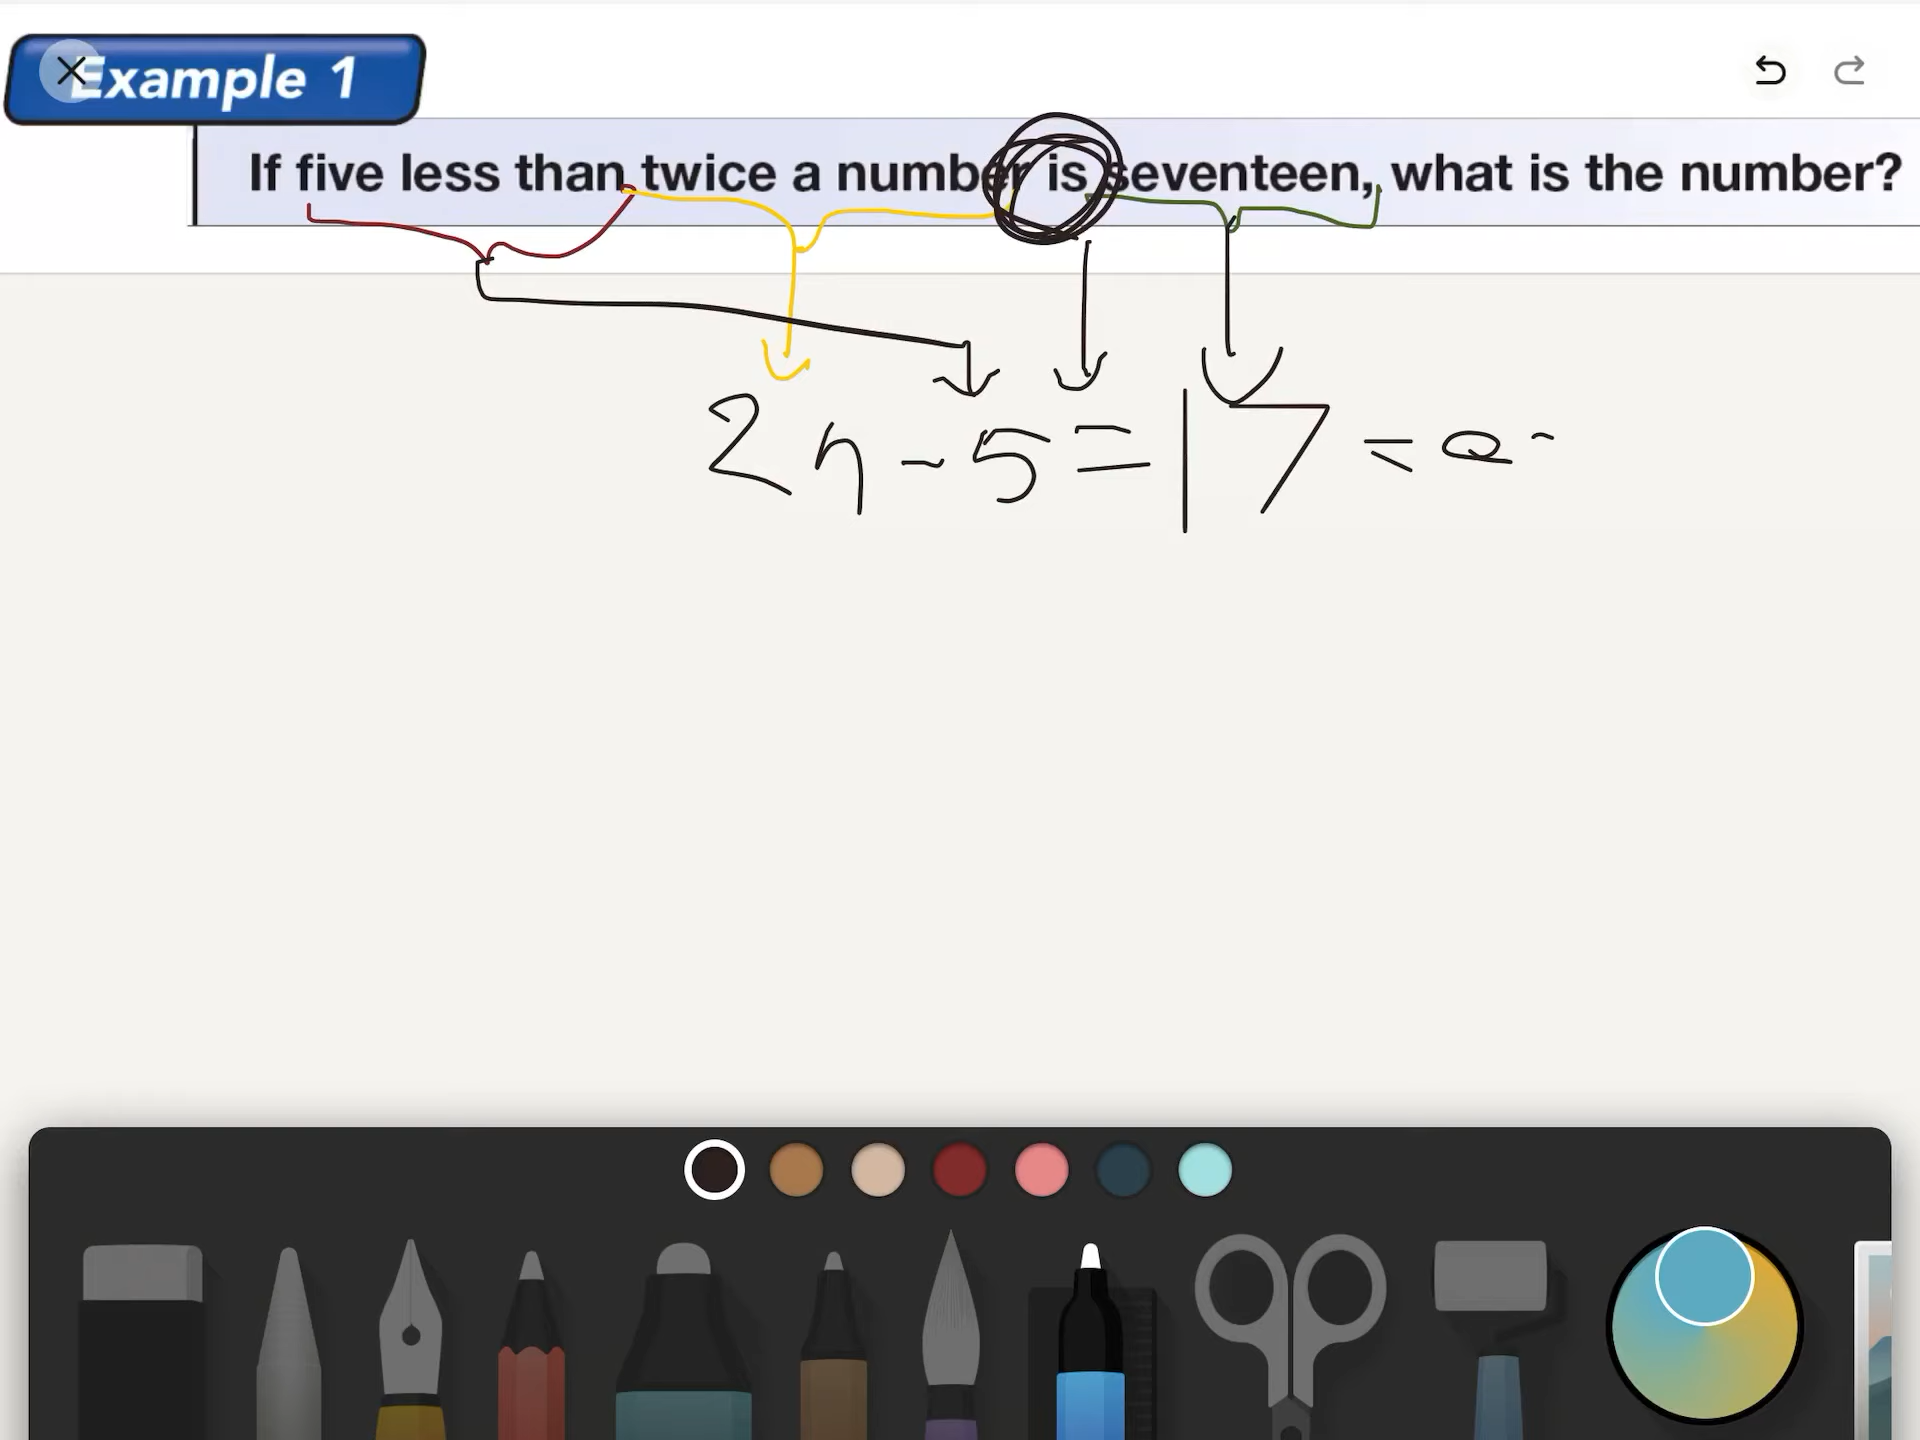 Example 1
If five less than twice a number is seventeen, what is the number?
2n-5=17=